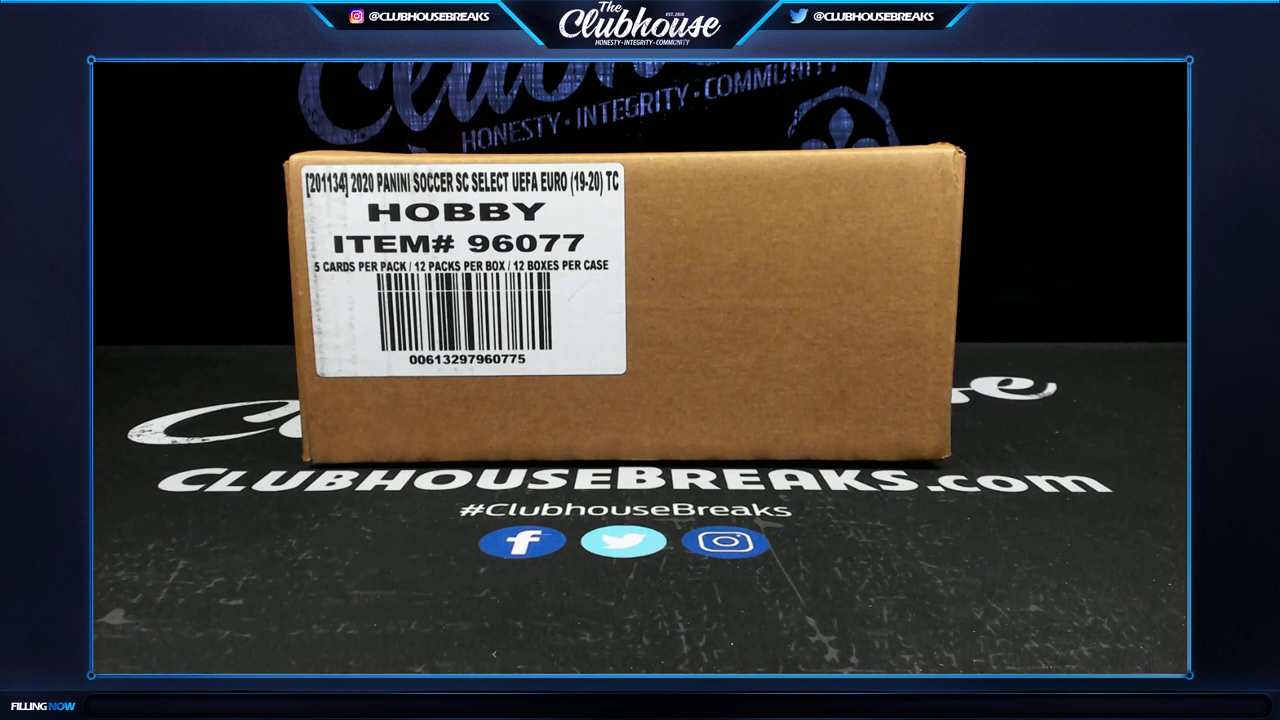 @CLUBHOUSEBREAKS
The
Clubhouse
EST. 2010
HONESTY•INTEGRITY•COMMUNITY
@CLUBHOUSEBREAKS
HONESTY • INTEGRITY • COMMUNITY
[201134] 2020 PANINI SOCCER SC SELECT UEFA EURO (19-20) TC
HOBBY
ITEM# 96077
5 CARDS PER PACK / 12 PACKS PER BOX / 12 BOXES PER CASE
00613297960775
CLUBHOUSEBREAKS.com
#ClubhouseBreaks
FILLING NOW